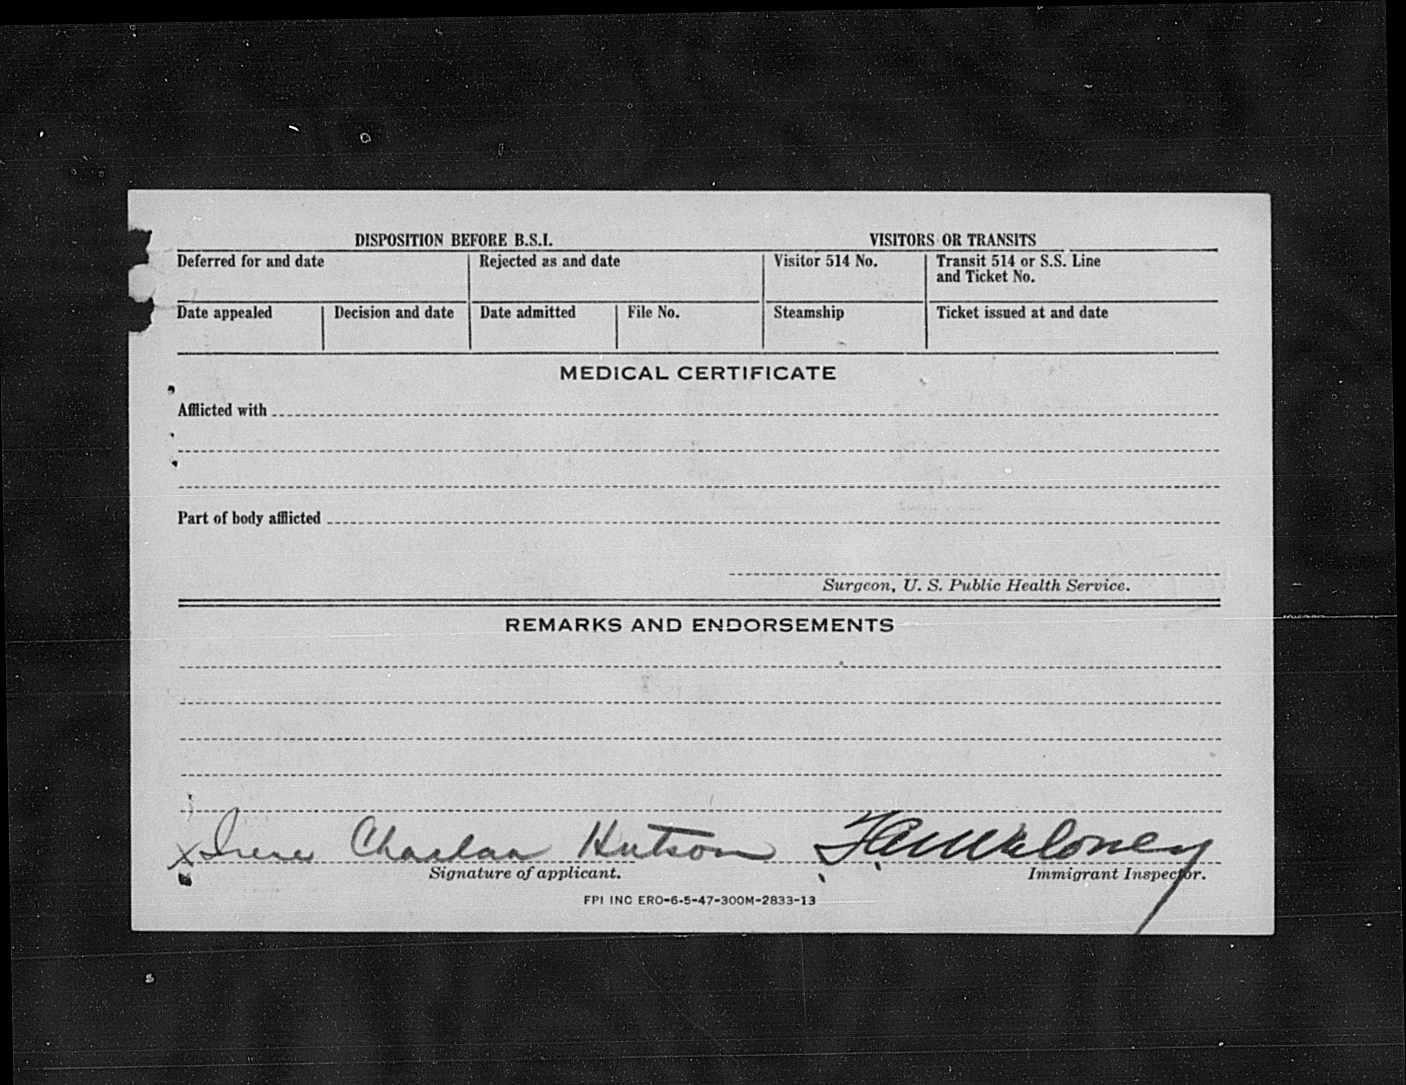 DISPOSITION BEFORE B.S.I. VISITORS OR TRANSITS
Deferred for and date Rejected as and date Visitor 514 No. Transit 514 or S.S. Line
and Ticket No.
Date appealed Decision and date Date admitted File No. Steamship Ticket issued at and date
MEDICAL CERTIFICATE
Afflicted with
Part of body afflicted
Surgeon, U. S. Public Health Service.
REMARKS AND ENDORSEMENTS
x Irene Hutson Maloney
Signature of applicant. Immigrant Inspector.
FPI INC ERO-6-5-47-300M-2833-13